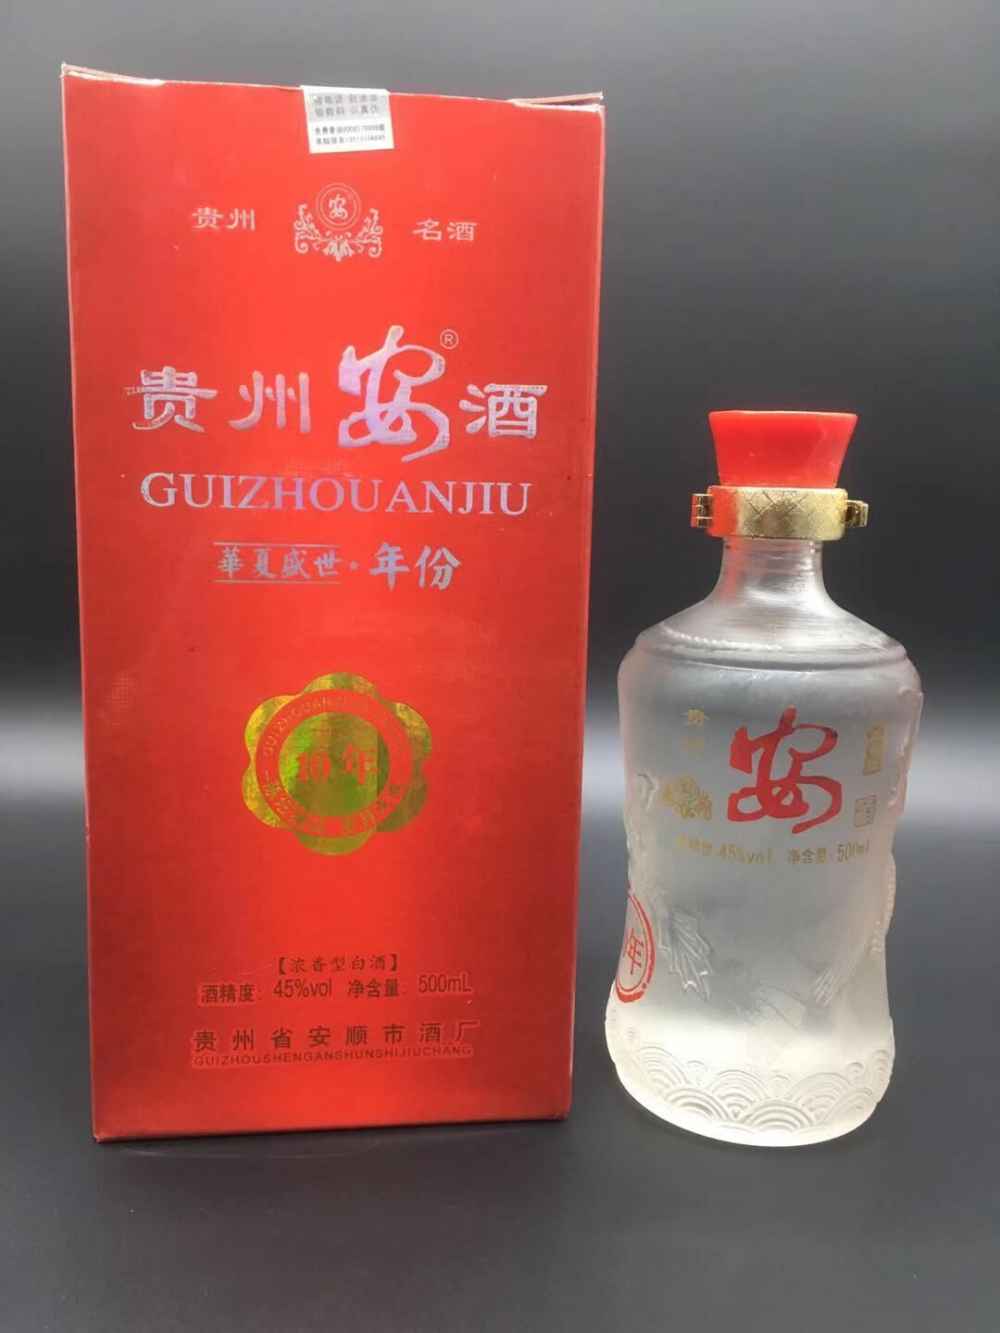 贵州 安 名酒
贵州安®酒
GUIZHOUANJIU
華夏盛世·年份
10年
【浓香型白酒】
酒精度：45%vol 净含量：500mL
贵州省安顺市酒厂
GUIZHOUSHENGANSHUNSHIJIUCHANG
安
45%vol 净含量：500ml
年